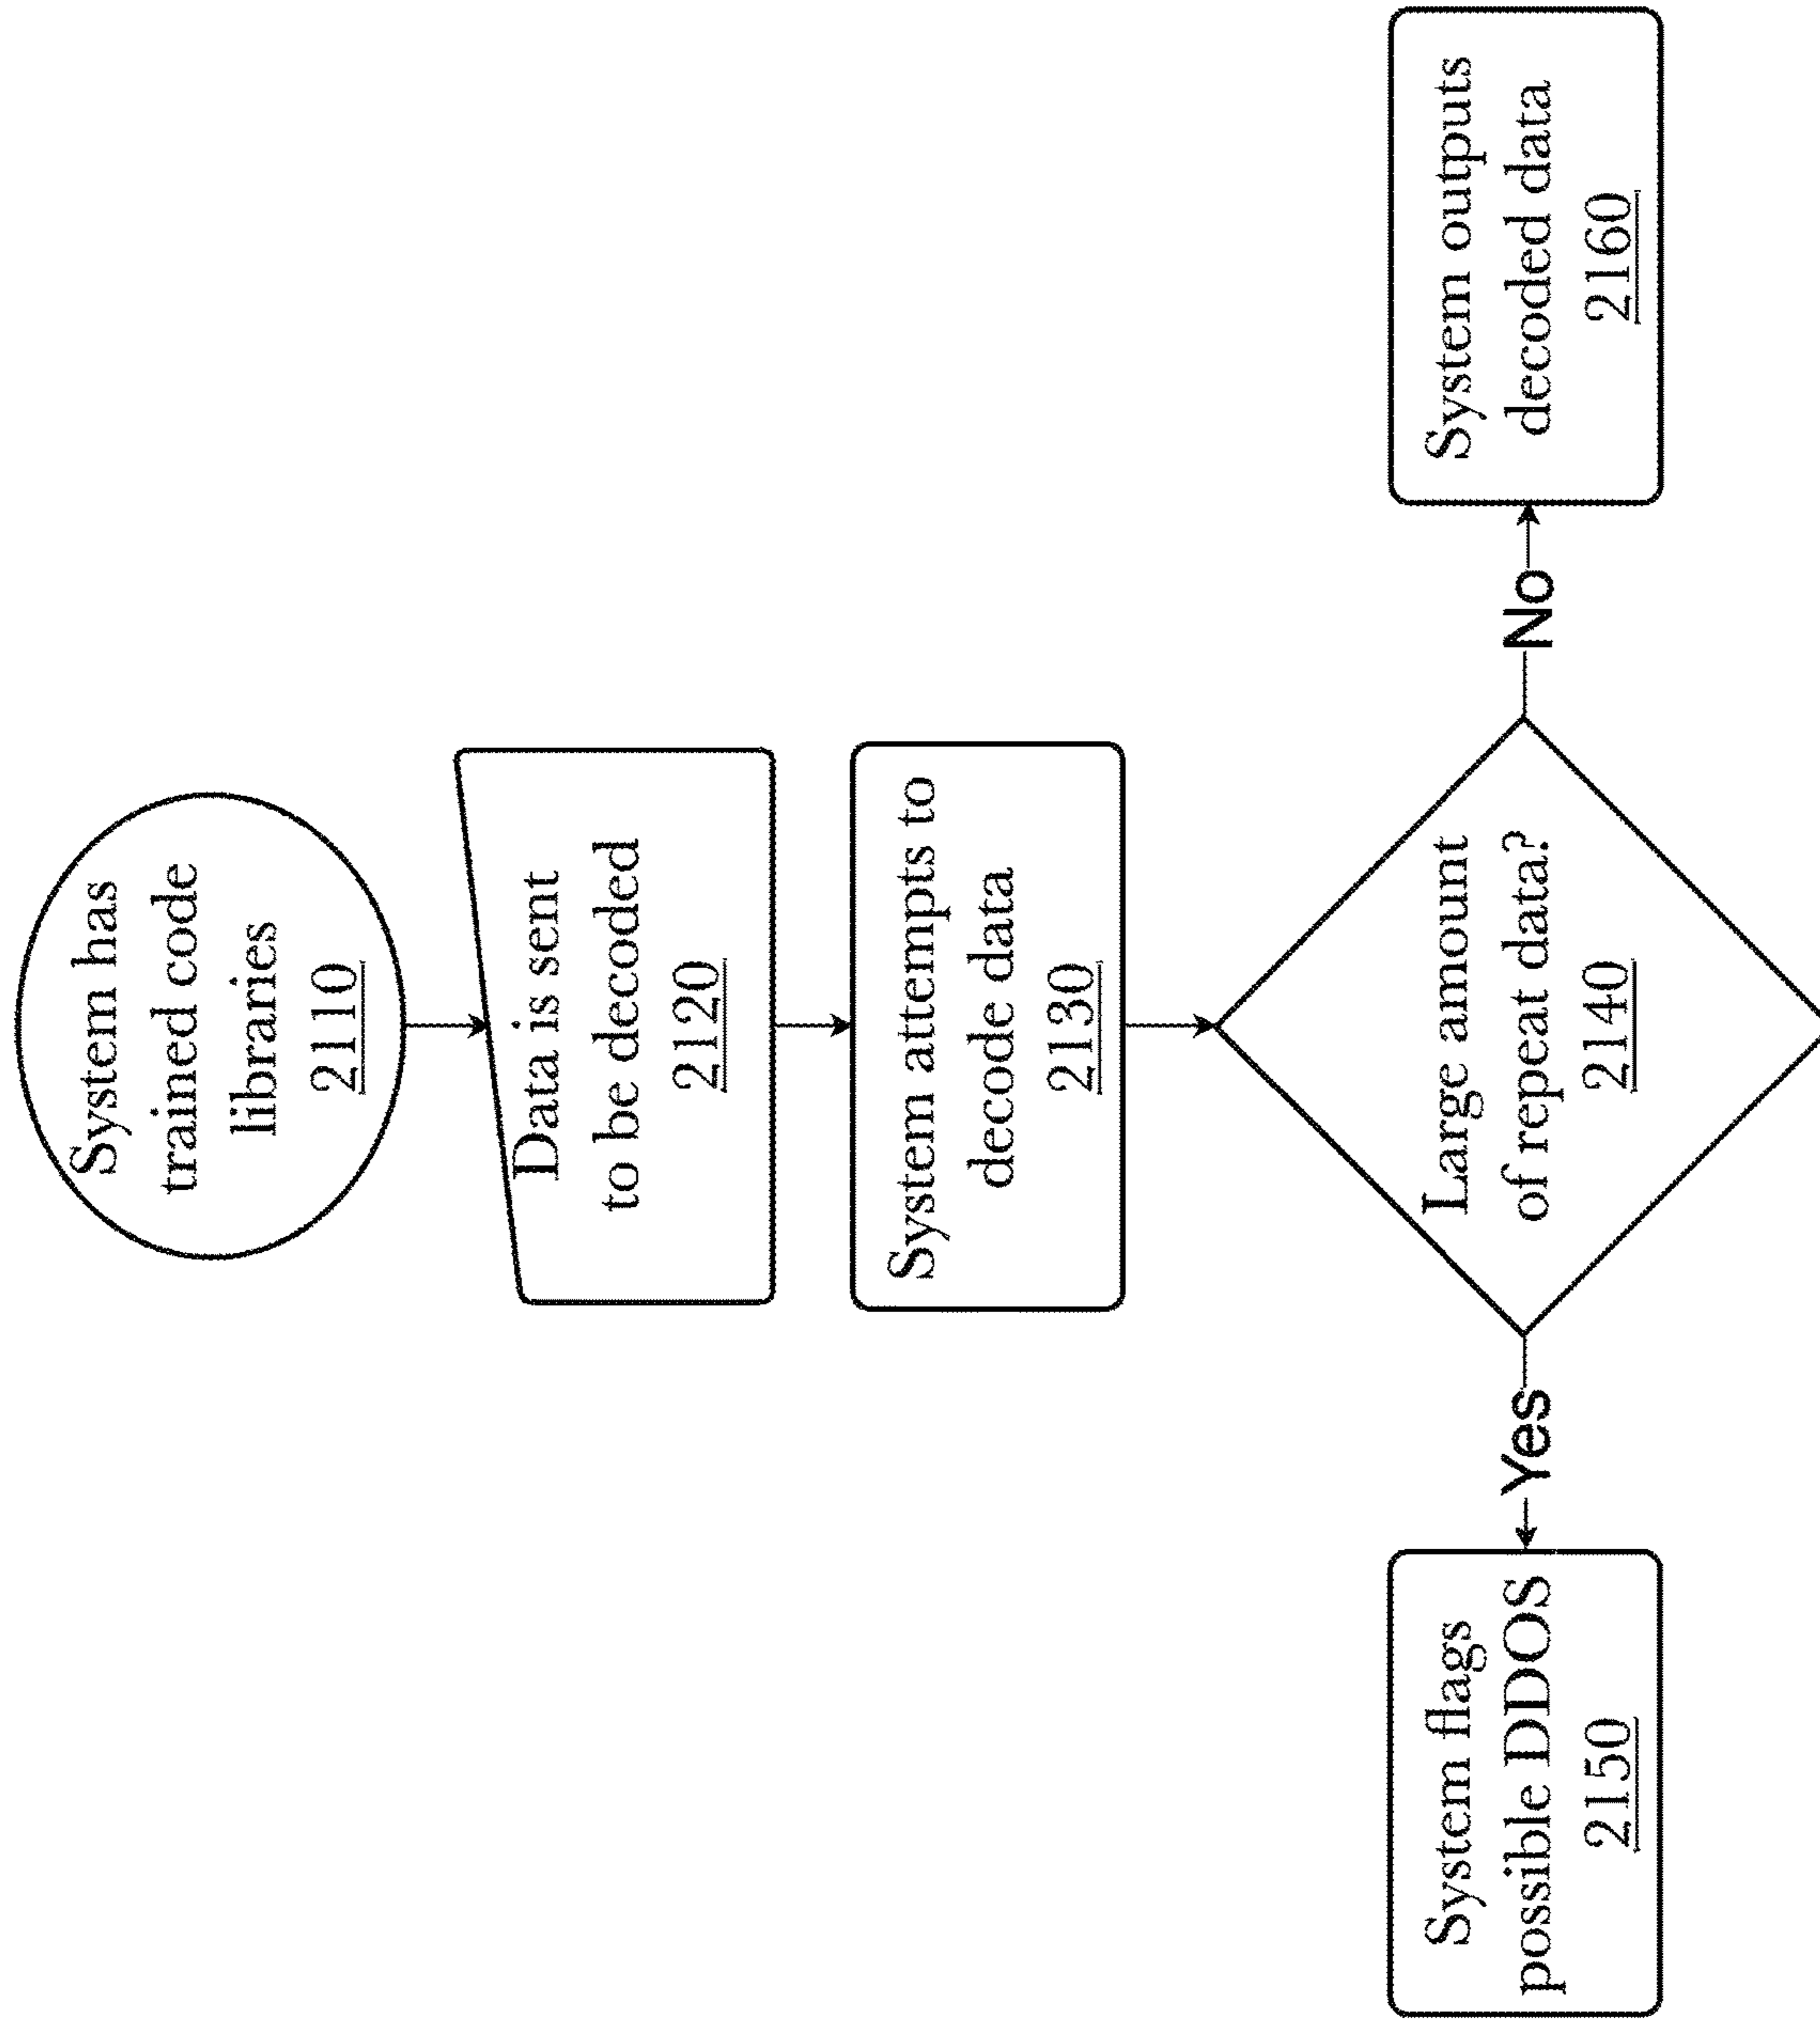 System has
trained code
libraries
2110
Data is sent
to be decoded
2120
System attempts to
decode data
2130
Large amount
of repeat data?
2140
Yes
No
System flags
possible DDOS
2150
System outputs
decoded data
2160